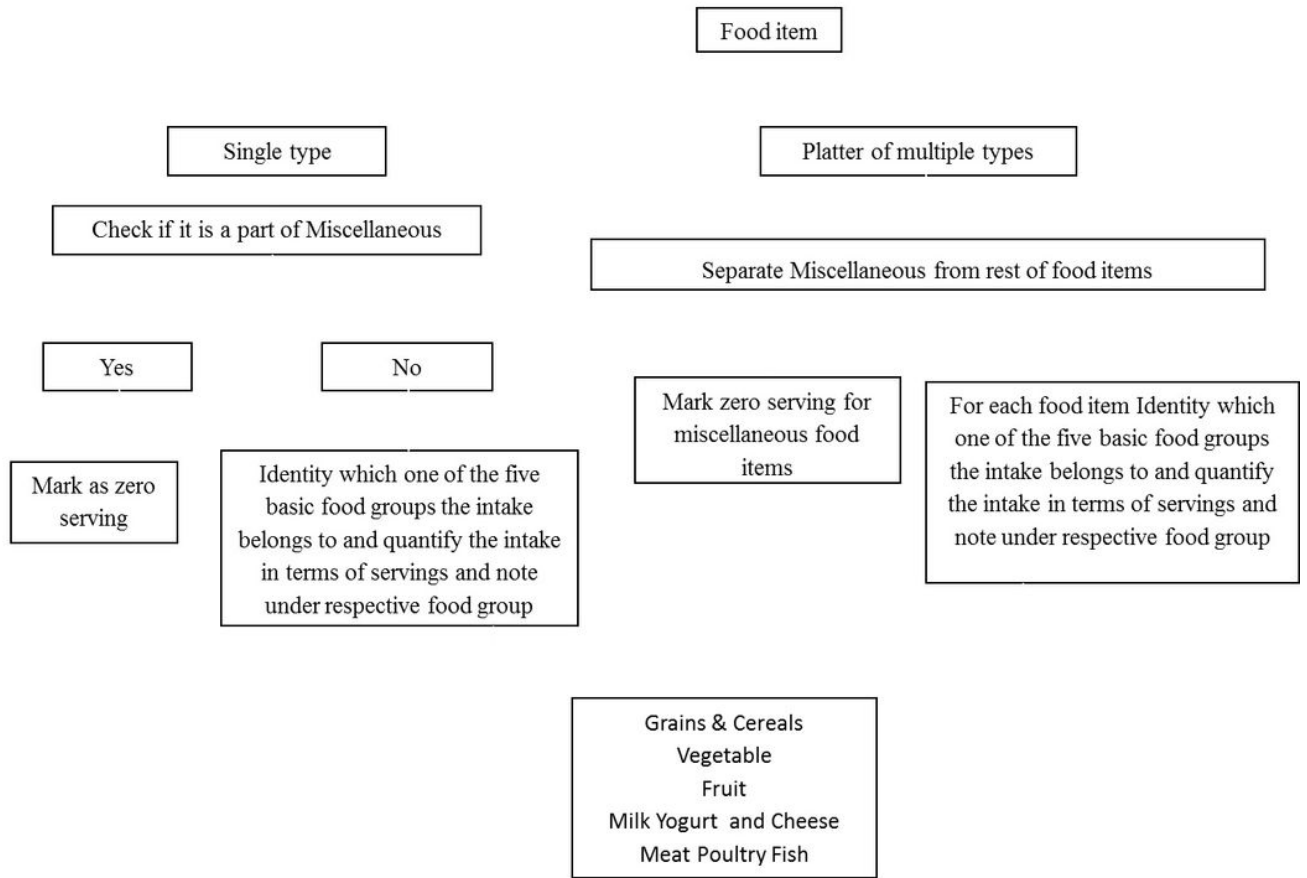 Food item
Single type
Platter of multiple types
Check if it is a part of Miscellaneous
Separate Miscellaneous from rest of food items
Yes
No
Mark zero serving for
miscellaneous food
items
For each food item Identity which
one of the five basic food groups
the intake belongs to and quantify
the intake in terms of servings and
note under respective food group
Mark as zero
serving
Identity which one of the five
basic food groups the intake
belongs to and quantify the intake
in terms of servings and note
under respective food group
Grains & Cereals
Vegetable
Fruit
Milk Yogurt and Cheese
Meat Poultry Fish